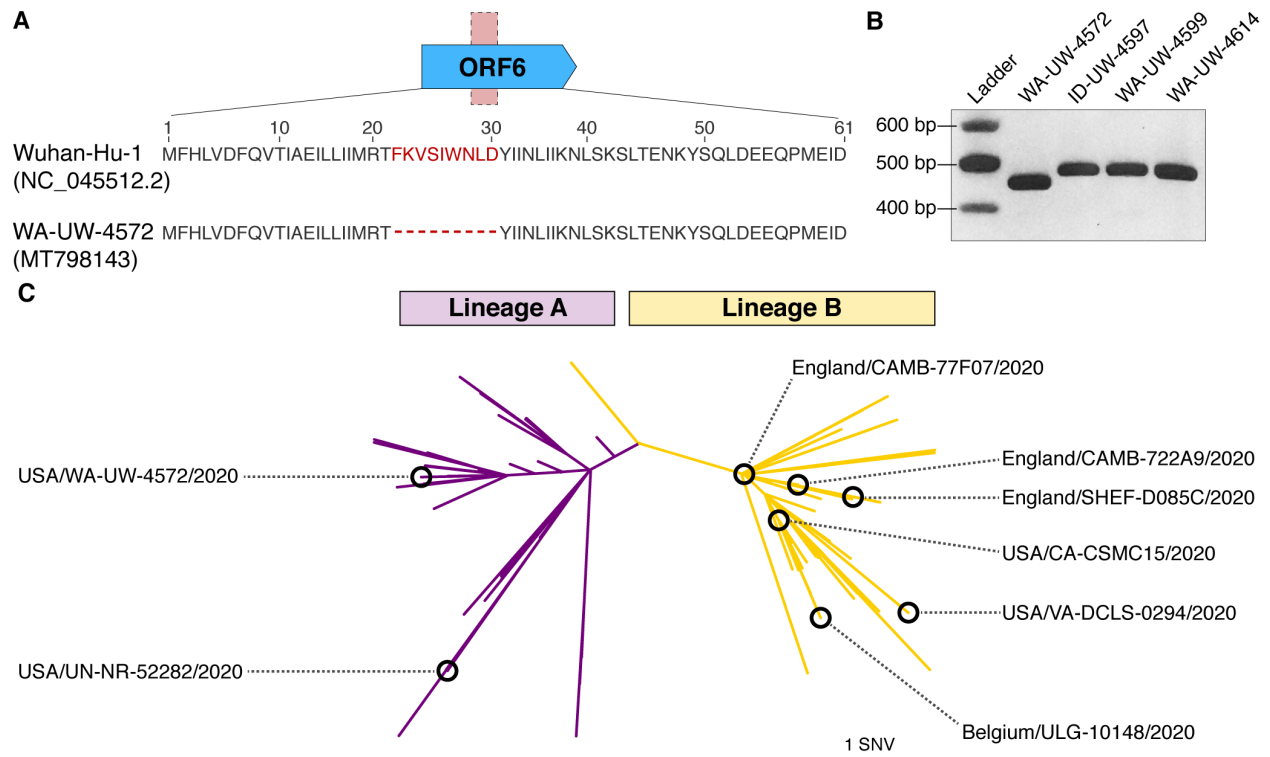 A
ORF6
1 10 20 30 40 50 61
Wuhan-Hu-1 MFHLVDFQVTIAEILLIIMRTFKVSIWNLDYIINLIIKNLSKSLTENKYSQLDEEQPMEID
(NC_045512.2)
WA-UW-4572 MFHLVDFQVTIAEILLIIMRT---------YIINLIIKNLSKSLTENKYSQLDEEQPMEID
(MT798143)
B
Ladder
WA-UW-4572
ID-UW-4597
WA-UW-4599
WA-UW-4614
600 bp
500 bp
400 bp
C
Lineage A
Lineage B
England/CAMB-77F07/2020
England/CAMB-722A9/2020
USA/WA-UW-4572/2020
England/SHEF-D085C/2020
USA/CA-CSMC15/2020
USA/VA-DCLS-0294/2020
USA/UN-NR-52282/2020
Belgium/ULG-10148/2020
1 SNV